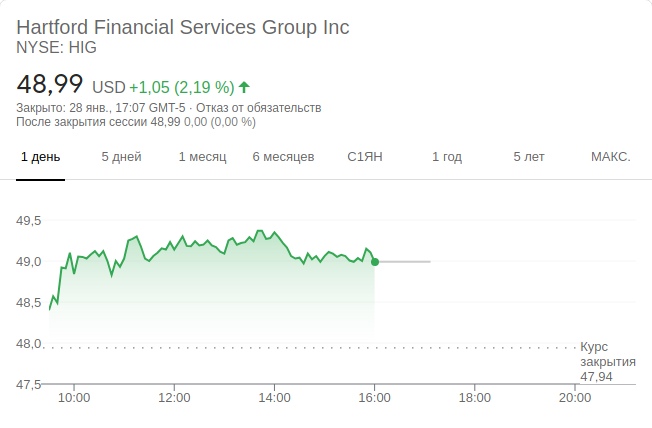 Hartford Financial Services Group Inc
NYSE: HIG
48,99 USD +1,05 (2,19 %)
Закрыто: 28 янв., 17:07 GMT-5 · Отказ от обязательств
После закрытия сессии 48,99 0,00 (0,00 %)
1 день 5 дней 1 месяц 6 месяцев С1ЯН 1 год 5 лет МАКС.
49,5
49,0
48,5
48,0
Курс
закрытия
47,94
47,5
10:00 12:00 14:00 16:00 18:00 20:00